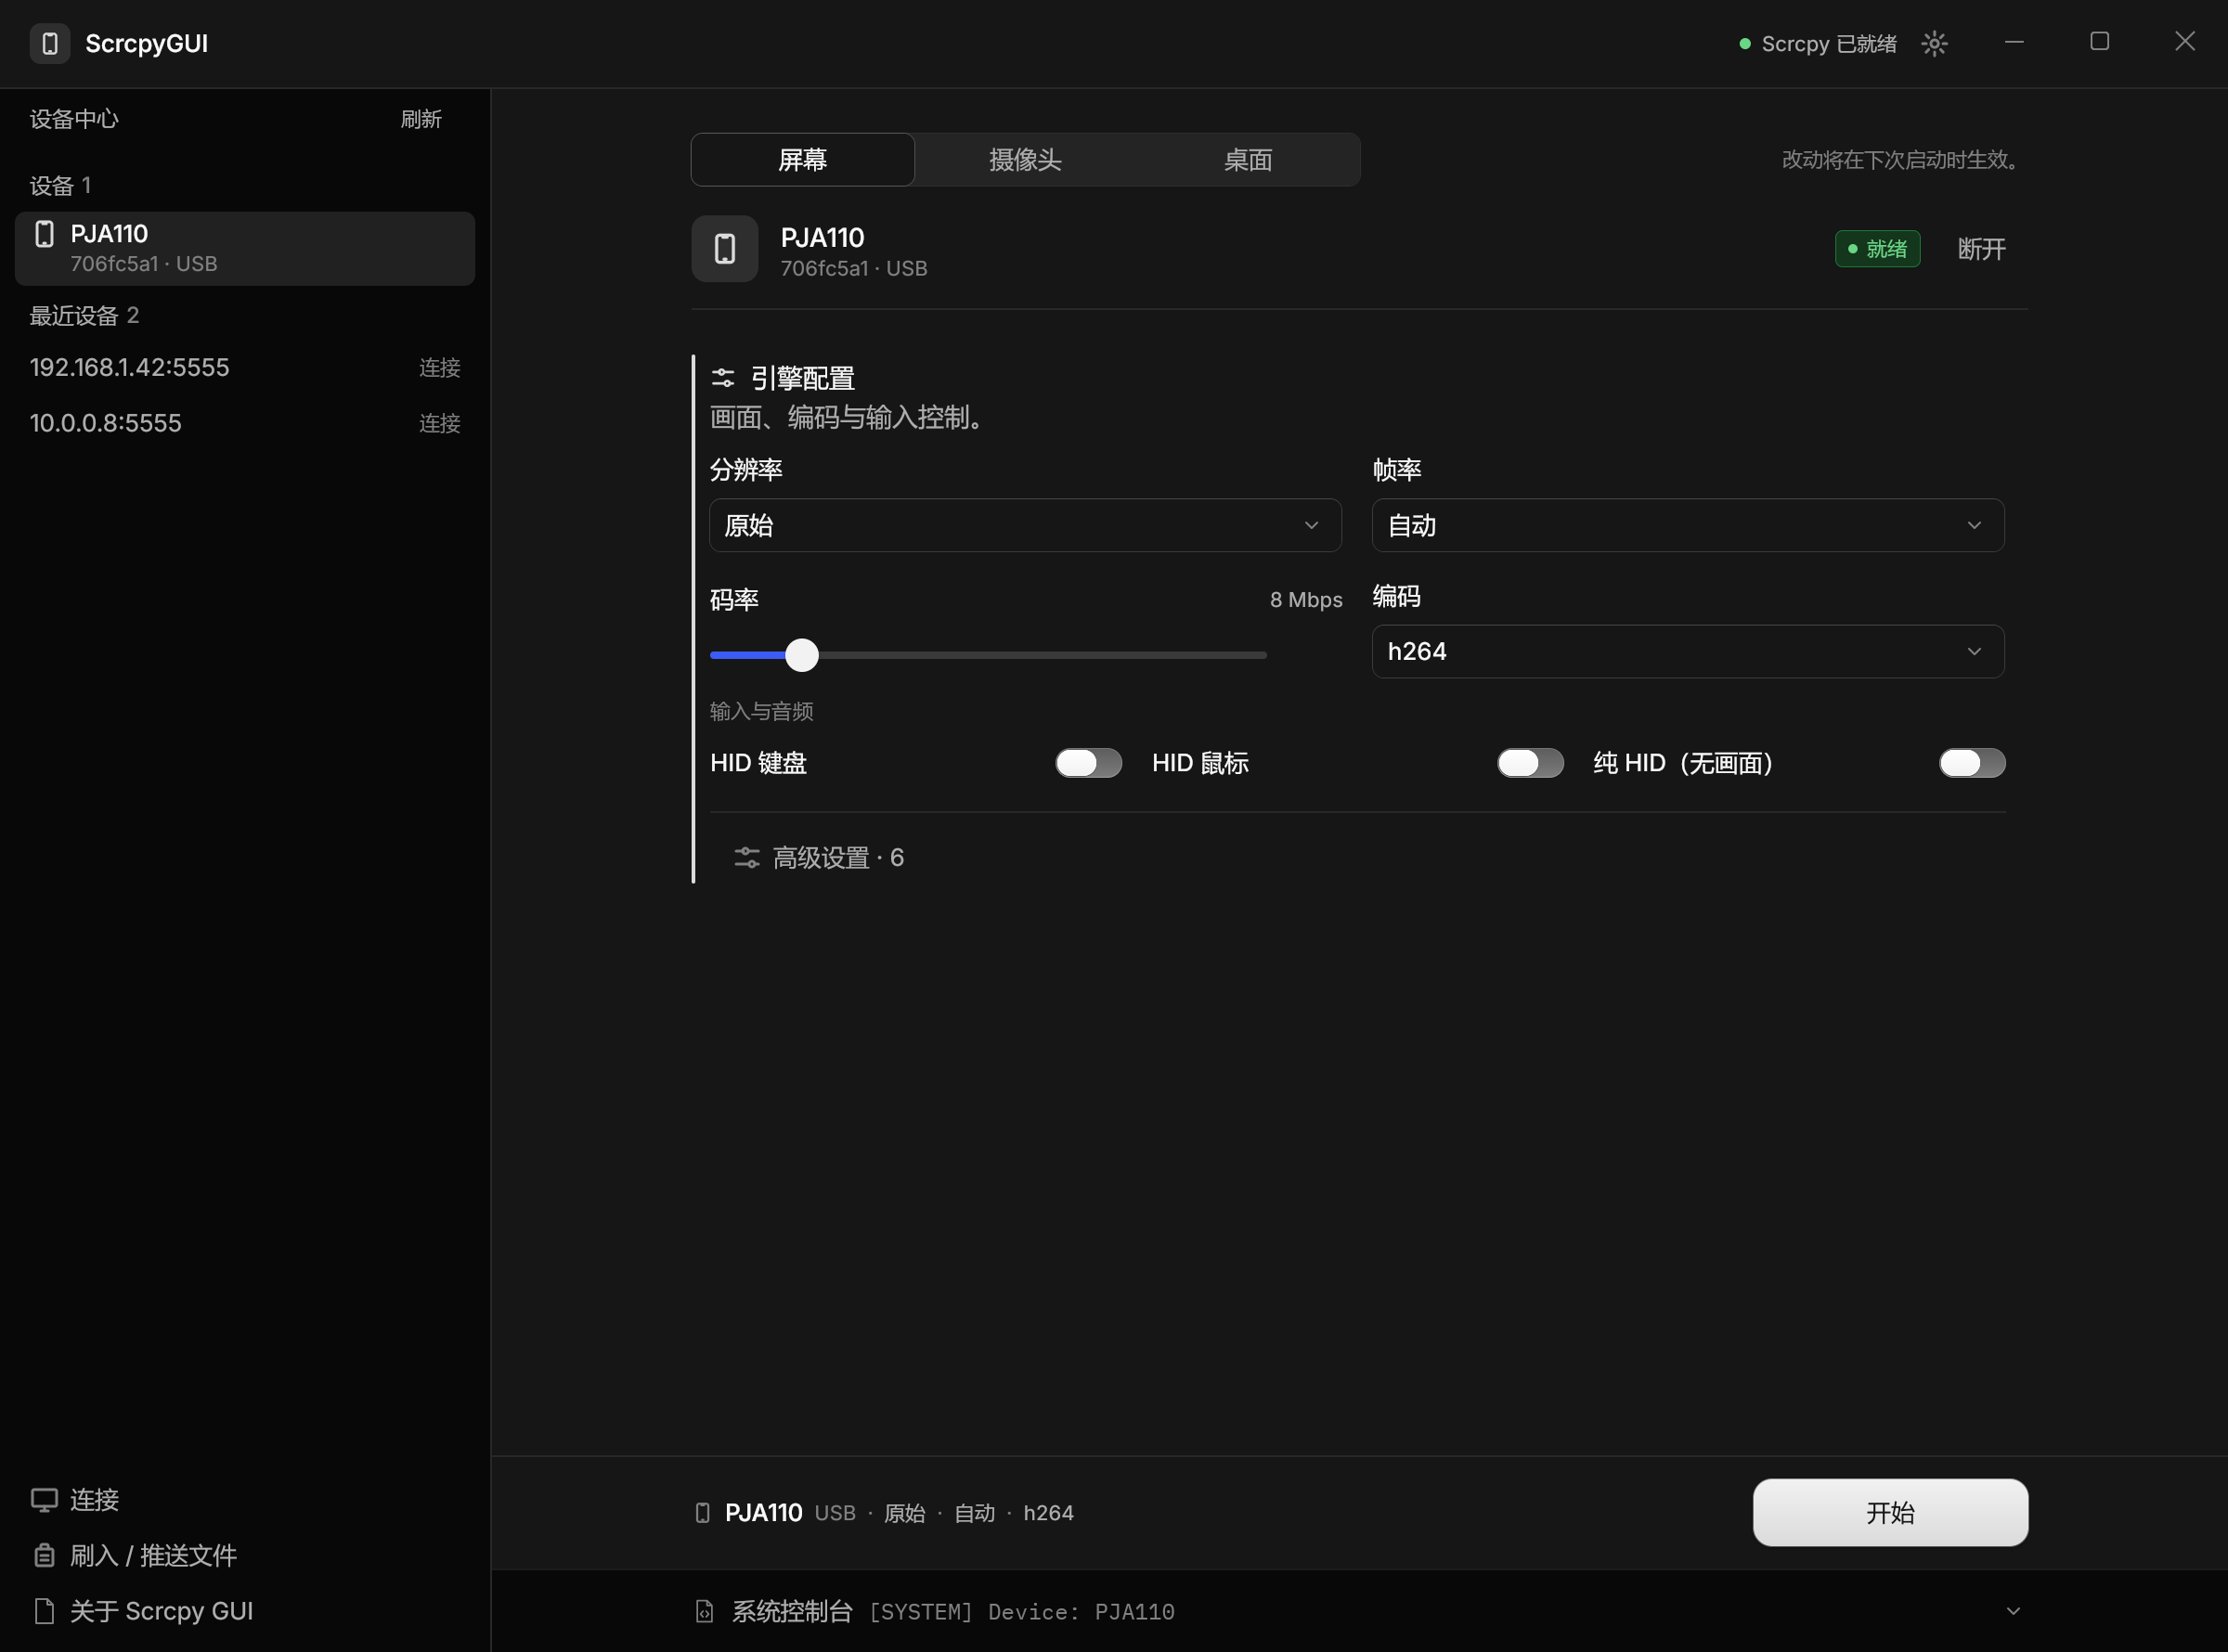 ScrcpyGUI
Scrcpy 已就绪
设备中心 刷新
设备 1
PJA110
706fc5a1 · USB
最近设备 2
192.168.1.42:5555 连接
10.0.0.8:5555 连接
连接
刷入 / 推送文件
关于 Scrcpy GUI
屏幕 摄像头 桌面 改动将在下次启动时生效。
PJA110
706fc5a1 · USB
就绪 断开
引擎配置
画面、编码与输入控制。
分辨率 帧率
原始 自动
码率 8 Mbps 编码
h264
输入与音频
HID 键盘 HID 鼠标 纯 HID（无画面）
高级设置 · 6
PJA110 USB · 原始 · 自动 · h264 开始
系统控制台 [SYSTEM] Device: PJA110